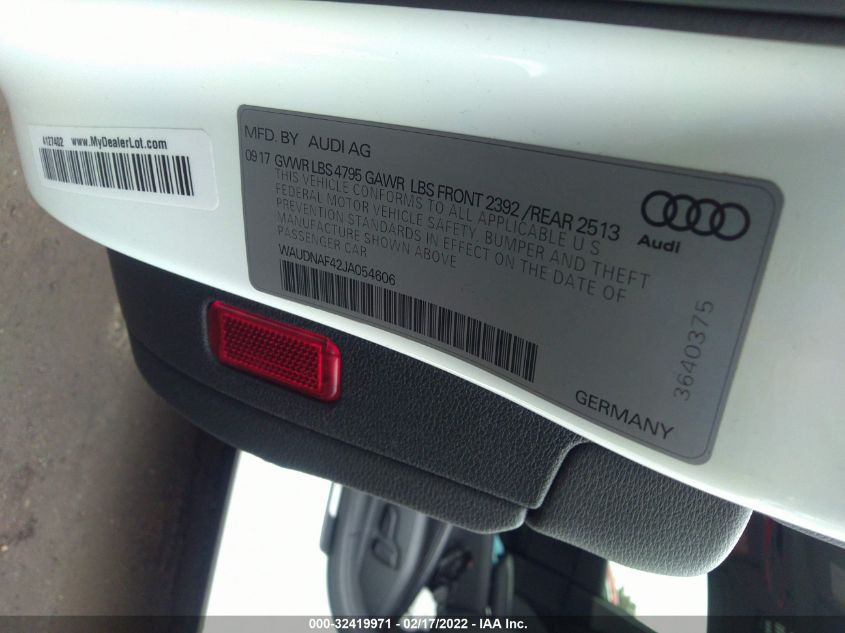 4127402 www.MyDealerLot.com
MFD. BY AUDI AG
09 17 GVWR LBS 4795 GAWR LBS FRONT 2392 / REAR 2513
THIS VEHICLE CONFORMS TO ALL APPLICABLE U S
FEDERAL MOTOR VEHICLE SAFETY, BUMPER AND THEFT
PREVENTION STANDARDS IN EFFECT ON THE DATE OF
MANUFACTURE SHOWN ABOVE
PASSENGER CAR
WAUDNAF42JA054606
Audi
3640375
GERMANY
000-32419971 - 02/17/2022 - IAA Inc.